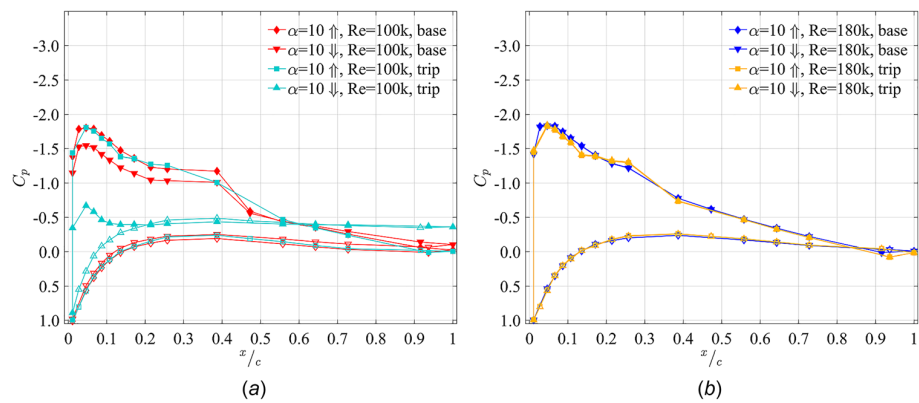 α=10 ⇑, Re=100k, base
α=10 ⇓, Re=100k, base
α=10 ⇑, Re=100k, trip
α=10 ⇓, Re=100k, trip
-3.0
-2.5
-2.0
-1.5
-1.0
-0.5
0.0
0.5
1.0
Cp
0 0.1 0.2 0.3 0.4 0.5 0.6 0.7 0.8 0.9 1
x/c
(a)
α=10 ⇑, Re=180k, base
α=10 ⇓, Re=180k, base
α=10 ⇑, Re=180k, trip
α=10 ⇓, Re=180k, trip
-3.0
-2.5
-2.0
-1.5
-1.0
-0.5
0.0
0.5
1.0
Cp
0 0.1 0.2 0.3 0.4 0.5 0.6 0.7 0.8 0.9 1
x/c
(b)